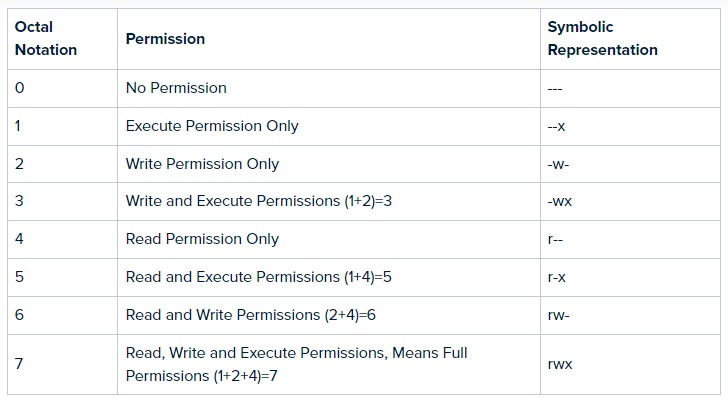 Octal Notation Permission Symbolic Representation
0 No Permission ---
1 Execute Permission Only --x
2 Write Permission Only -w-
3 Write and Execute Permissions (1+2)=3 -wx
4 Read Permission Only r--
5 Read and Execute Permissions (1+4)=5 r-x
6 Read and Write Permissions (2+4)=6 rw-
7 Read, Write and Execute Permissions, Means Full Permissions (1+2+4)=7 rwx